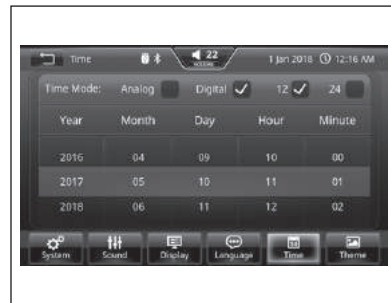 Time 22 VOLUME 1 Jan 2018 12:16 AM
Time Mode: Analog Digital 12 24
Year Month Day Hour Minute
2016 04 09 10 00
2017 05 10 11 01
2018 06 11 12 02
System Sound Display Language Time Theme